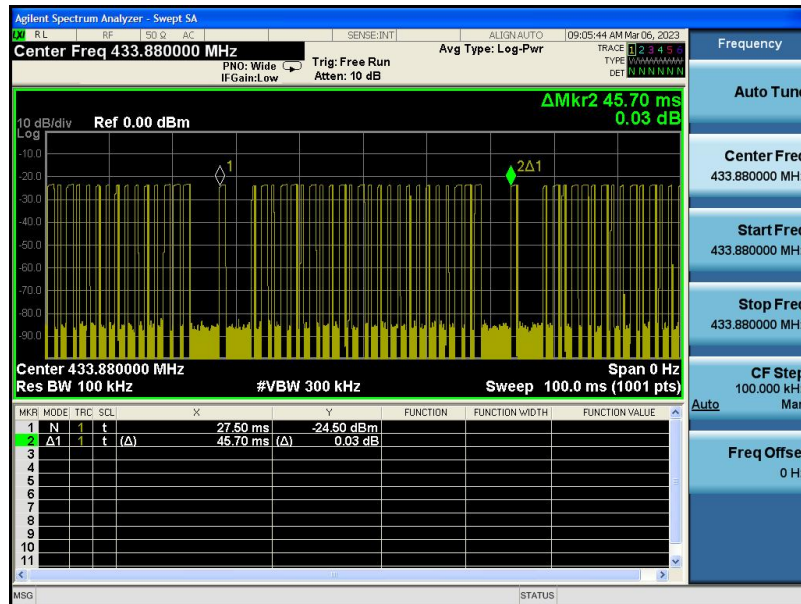 Agilent Spectrum Analyzer - Swept SA
LXI RL RF 50 Ω AC SENSE:INT ALIGN AUTO 09:05:44 AM Mar 06, 2023
Center Freq 433.880000 MHz Avg Type: Log-Pwr TRACE 1 2 3 4 5 6
PNO: Wide Trig: Free Run TYPE WWWWWW
IFGain:Low Atten: 10 dB DET N N N N N N
Frequency
Auto Tune
Center Freq
433.880000 MHz
Start Freq
433.880000 MHz
Stop Freq
433.880000 MHz
CF Step
100.000 kHz
Auto Man
Freq Offset
0 Hz
ΔMkr2 45.70 ms
0.03 dB
10 dB/div Ref 0.00 dBm
Log
-10.0
-20.0
-30.0
-40.0
-50.0
-60.0
-70.0
-80.0
-90.0
1
2Δ1
Center 433.880000 MHz Span 0 Hz
Res BW 100 kHz #VBW 300 kHz Sweep 100.0 ms (1001 pts)
MKR MODE TRC SCL X Y FUNCTION FUNCTION WIDTH FUNCTION VALUE
1 N 1 t 27.50 ms -24.50 dBm
2 Δ1 1 t (Δ) 45.70 ms (Δ) 0.03 dB
3
4
5
6
7
8
9
10
11
MSG STATUS